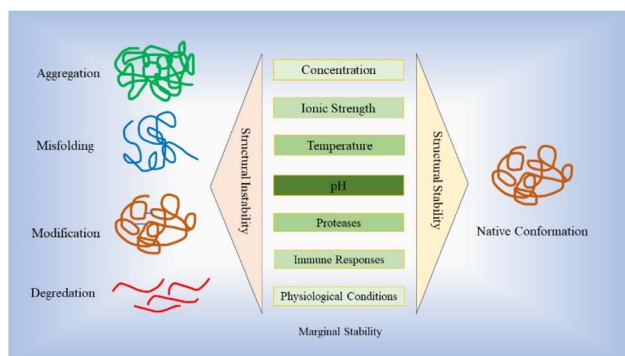 Aggregation
Misfolding
Modification
Degredation
Structural Instability
Concentration
Ionic Strength
Temperature
pH
Proteases
Immune Responses
Physiological Conditions
Marginal Stability
Structural Stability
Native Conformation